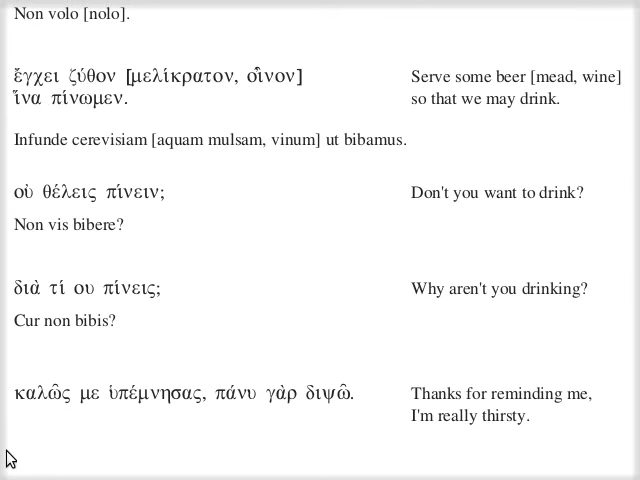 Non volo [nolo].
ἔγχει ζύθον [μελίκρατον, οἶνον]
ἵνα πίνωμεν.
Serve some beer [mead, wine]
so that we may drink.
Infunde cerevisiam [aquam mulsam, vinum] ut bibamus.
οὐ θέλεις πίνειν;
Don't you want to drink?
Non vis bibere?
διὰ τί ου πίνεις;
Why aren't you drinking?
Cur non bibis?
καλῶς με ὑπέμνησας, πάνυ γὰρ διψῶ.
Thanks for reminding me,
I'm really thirsty.